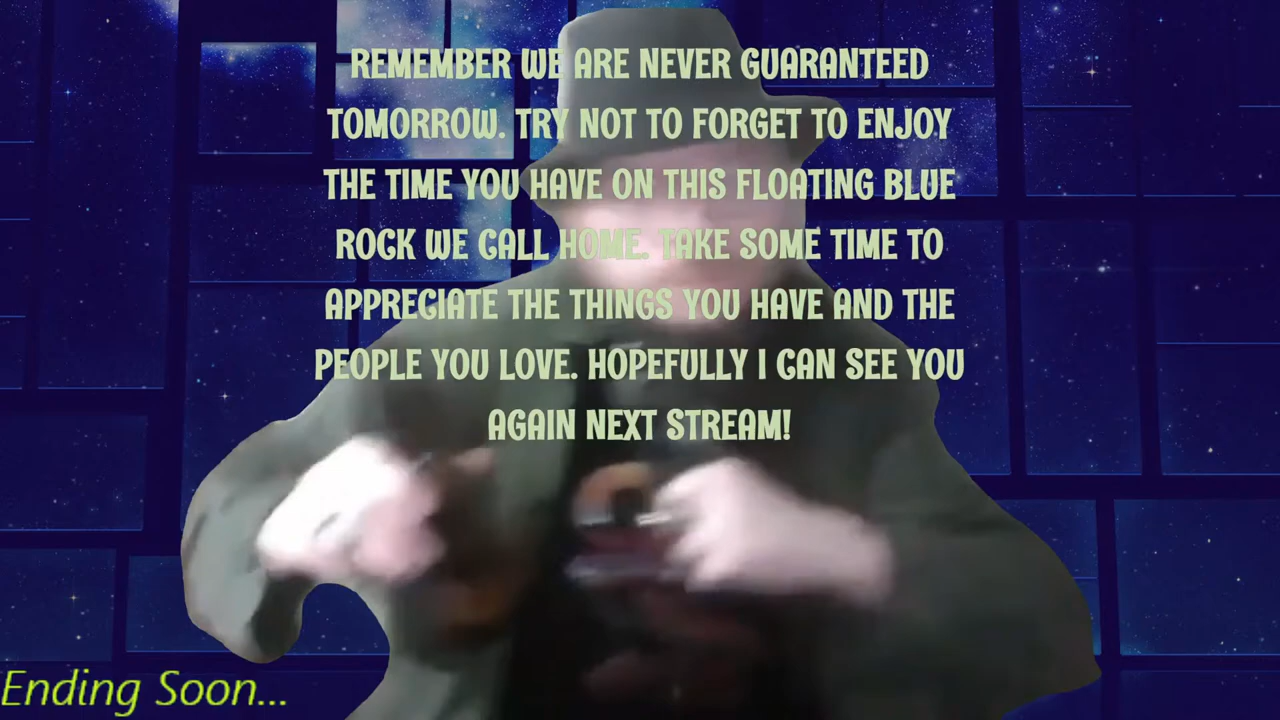 REMEMBER WE ARE NEVER GUARANTEED
TOMORROW. TRY NOT TO FORGET TO ENJOY
THE TIME YOU HAVE ON THIS FLOATING BLUE
ROCK WE CALL HOME. TAKE SOME TIME TO
APPRECIATE THE THINGS YOU HAVE AND THE
PEOPLE YOU LOVE. HOPEFULLY I CAN SEE YOU
AGAIN NEXT STREAM!
Ending Soon...